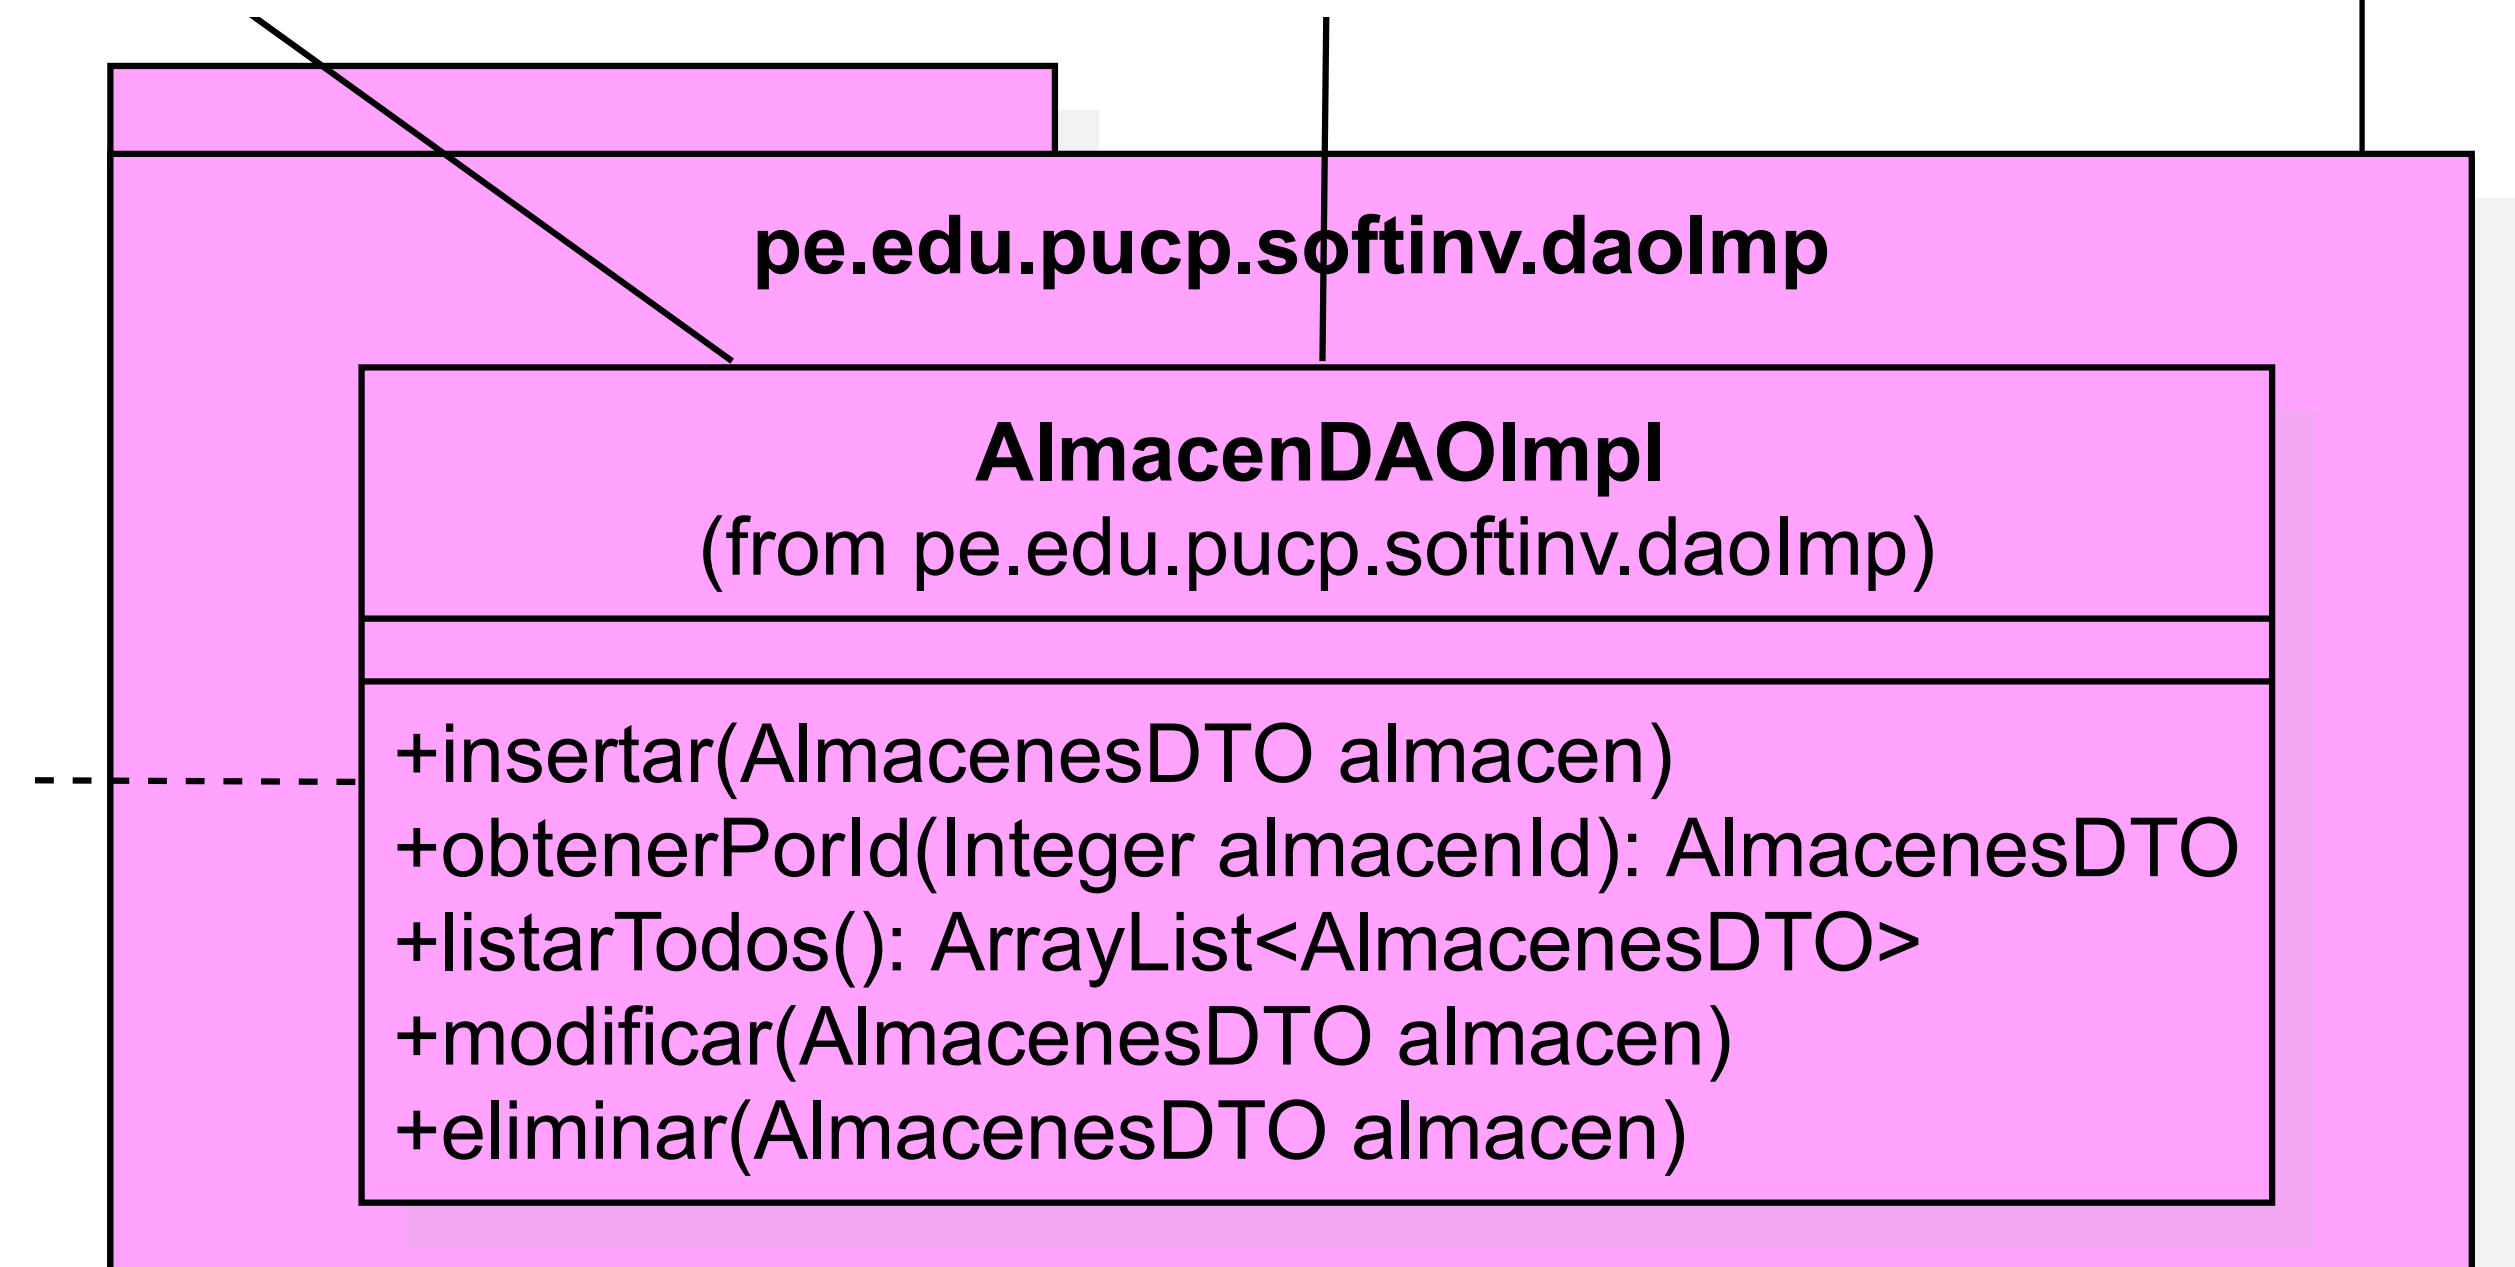 pe.edu.pucp.softinv.daoImp
AlmacenDAOImpl
(from pe.edu.pucp.softinv.daoImp)
+insertar(AlmacenesDTO almacen)
+obtenerPorId(Integer almacenId): AlmacenesDTO
+listarTodos(): ArrayList<AlmacenesDTO>
+modificar(AlmacenesDTO almacen)
+eliminar(AlmacenesDTO almacen)